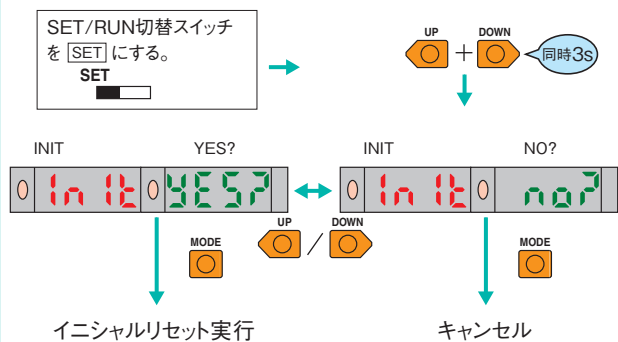 SET/RUN切替スイッチ
を SET にする。
SET
UP + DOWN 同時3s
INIT YES?
In It YES?
INIT NO?
In It no?
UP / DOWN
MODE
MODE
イニシャルリセット実行
キャンセル